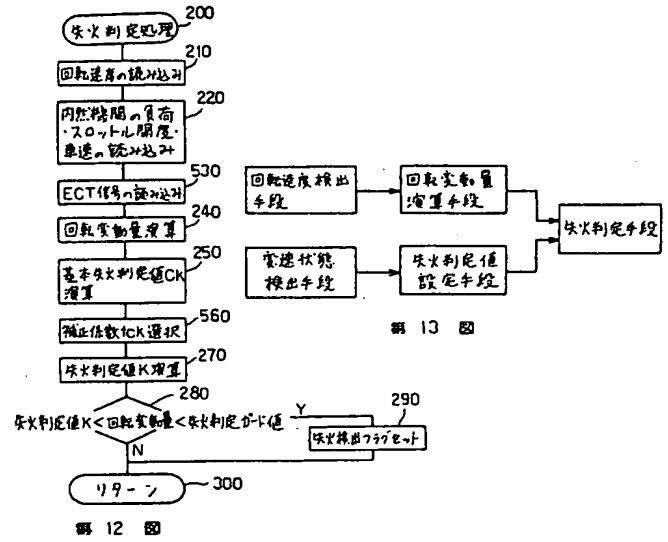 失火判定処理
200
回転速度の読み込み
210
内燃機関の負荷
・スロットル開度・
車速の読み込み
220
ECT信号の読み込み
530
回転変動量演算
240
基本失火判定値CK
演算
250
補正係数fCK選択
560
失火判定値K演算
270
280
失火判定値K<回転変動量<失火判定ガード値
Y
290
失火検出フラグセット
N
リターン
300
第 12 図
回転速度検出
手段
回転変動量
演算手段
失火判定手段
変速状態
検出手段
失火判定値
設定手段
第 13 図